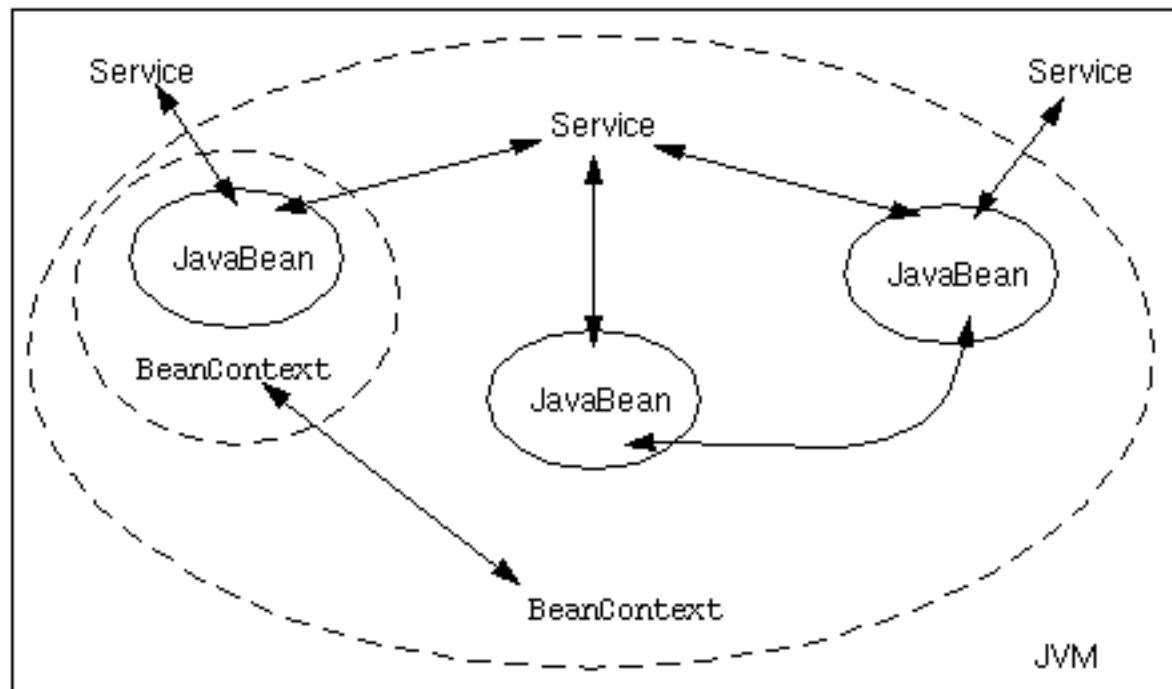 Service
Service
Service
JavaBean
JavaBean
BeanContext
JavaBean
BeanContext
JVM